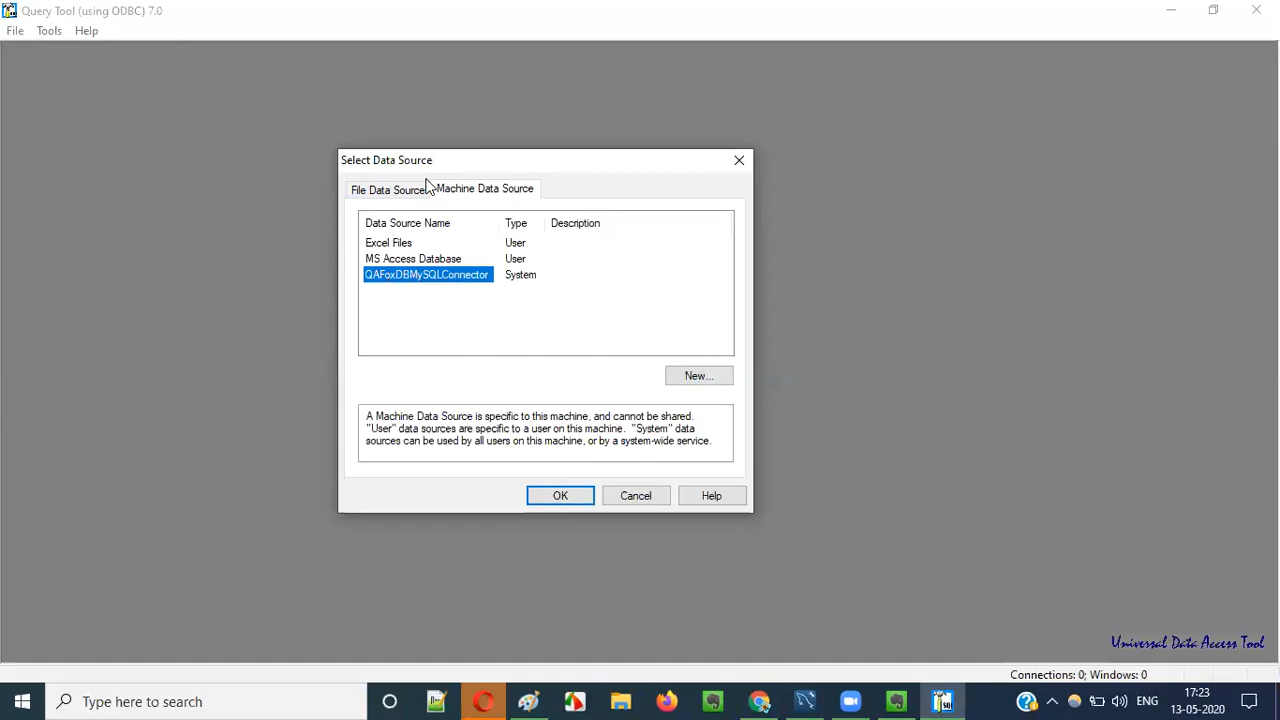 Query Tool (using ODBC) 7.0
File Tools Help
Select Data Source
File Data Source Machine Data Source
Data Source Name Type Description
Excel Files User
MS Access Database User
QAFoxDBMySQLConnector System
New...
A Machine Data Source is specific to this machine, and cannot be shared.
"User" data sources are specific to a user on this machine. "System" data
sources can be used by all users on this machine, or by a system-wide service.
OK Cancel Help
Universal Data Access Tool
Connections: 0; Windows: 0
Type here to search
ENG
17:23
13-05-2020